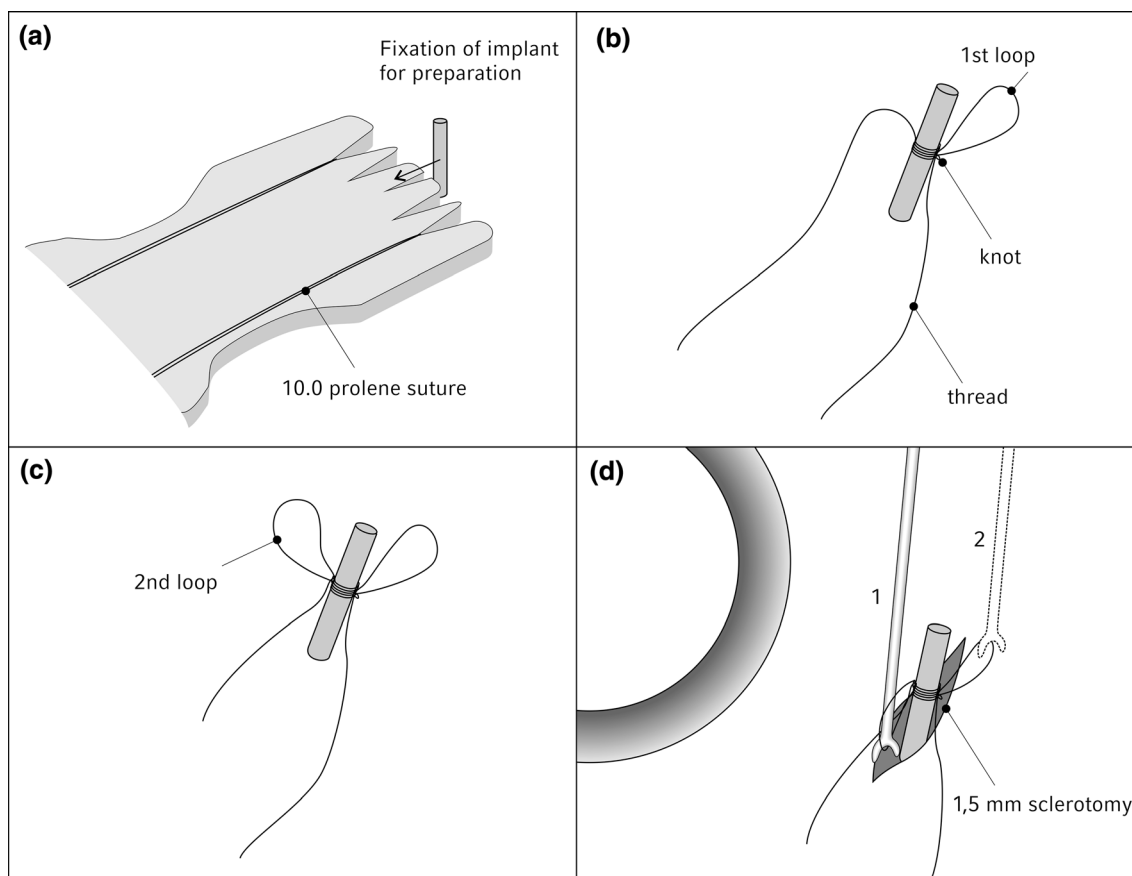 (a)
Fixation of implant
for preparation
10.0 prolene suture
(b)
1st loop
knot
thread
(c)
2nd loop
(d)
1
2
1,5 mm sclerotomy